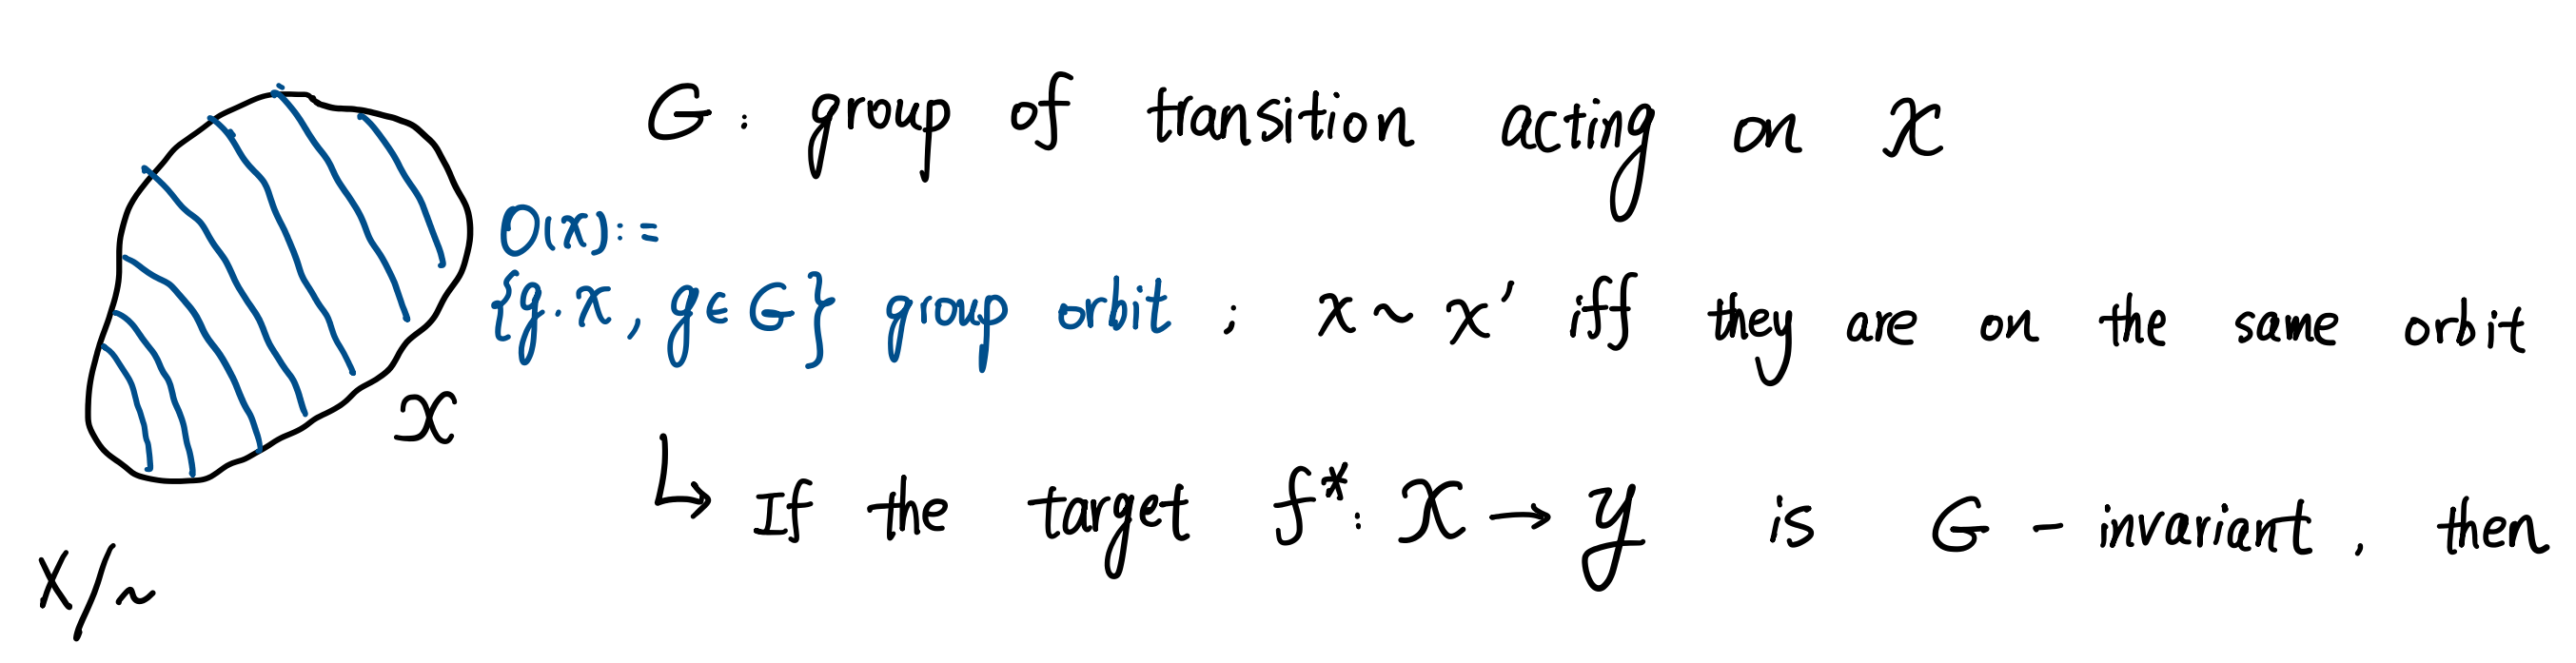 G : group of transition acting on X
O(x) : =
{g . x , g ∈ G} group orbit ; x ~ x' iff they are on the same orbit
X
↳ If the target f* : X → Y is G - invariant , then
X/~